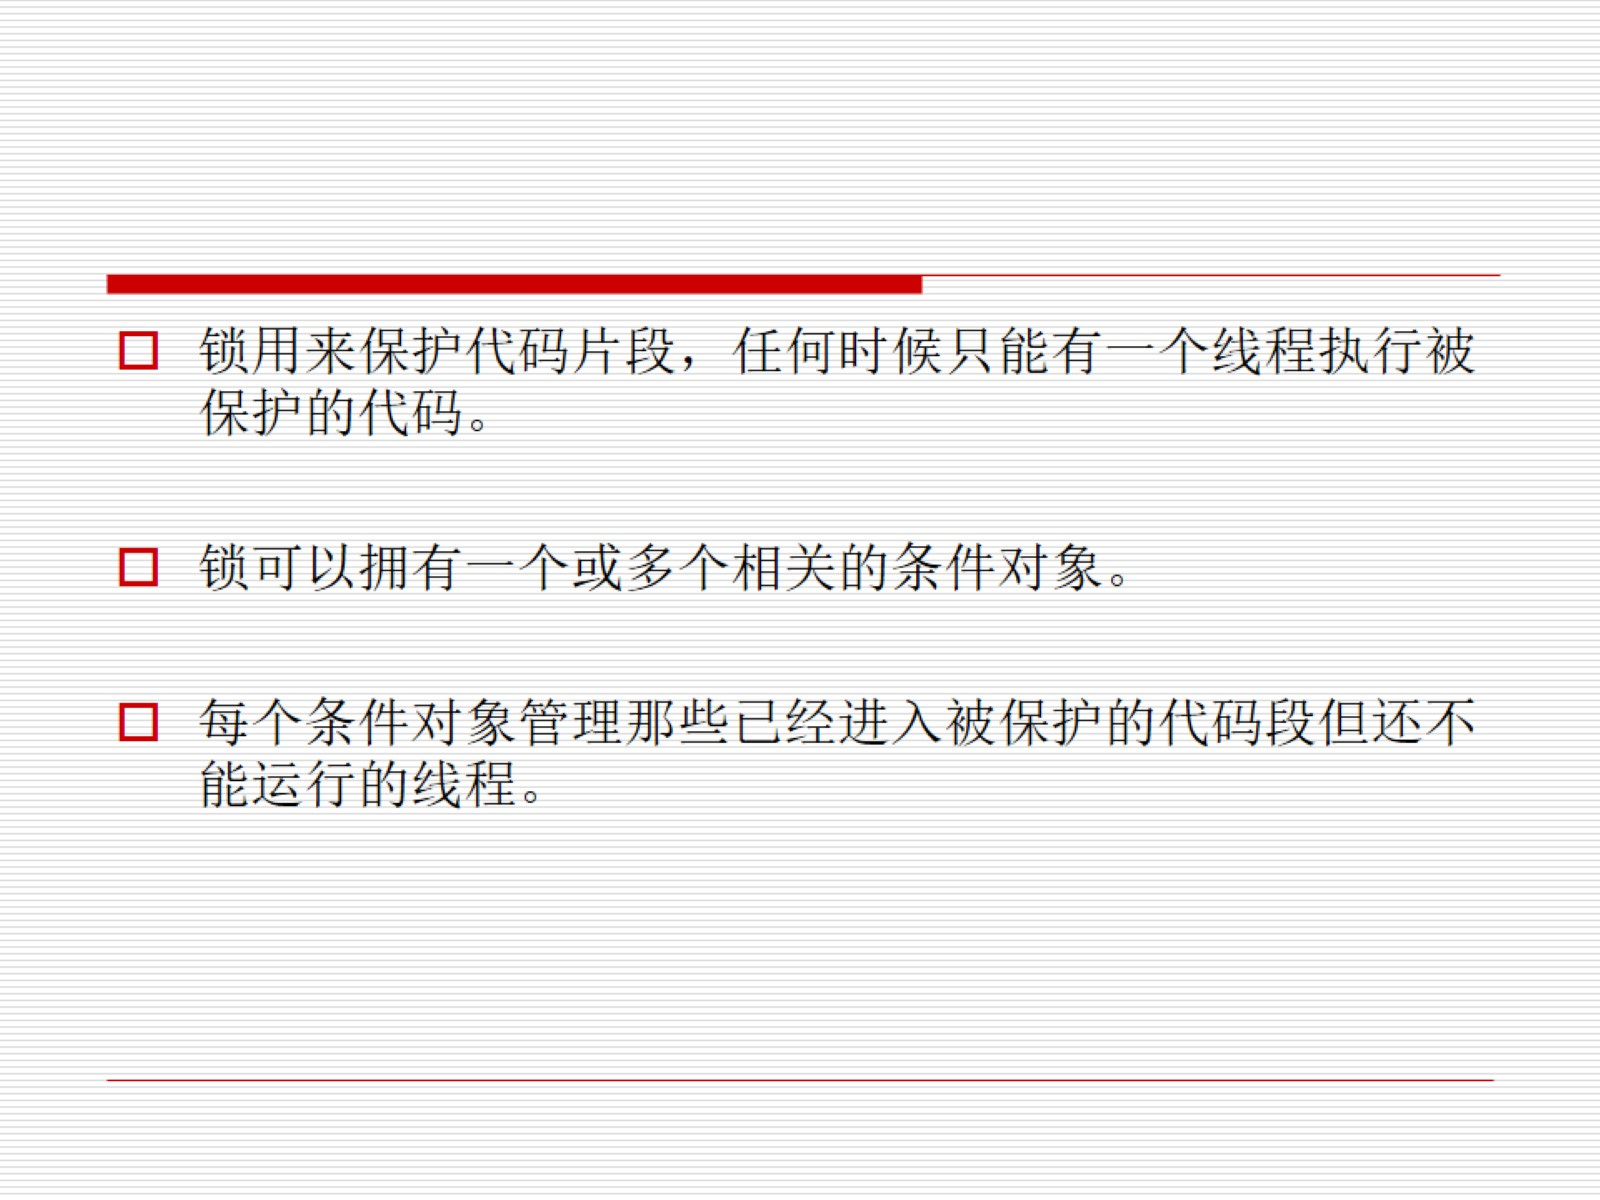 锁用来保护代码片段，任何时候只能有一个线程执行被
保护的代码。
锁可以拥有一个或多个相关的条件对象。
每个条件对象管理那些已经进入被保护的代码段但还不
能运行的线程。